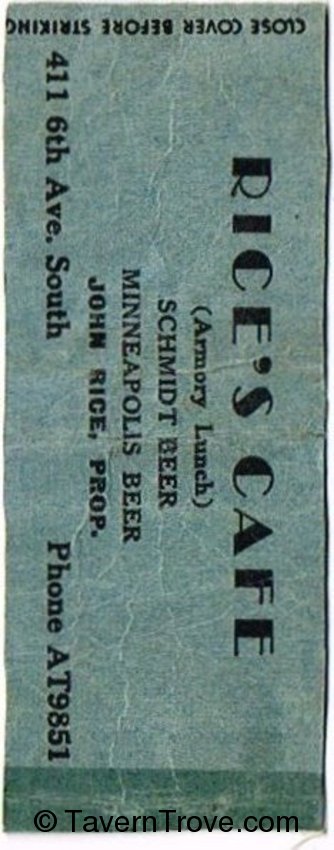 CLOSE COVER BEFORE STRIKING
RICE'S CAFE
(Armory Lunch)
SCHMIDT BEER
MINNEAPOLIS BEER
JOHN RICE, PROP.
411 6th Ave. South Phone AT9851
© TavernTrove.com